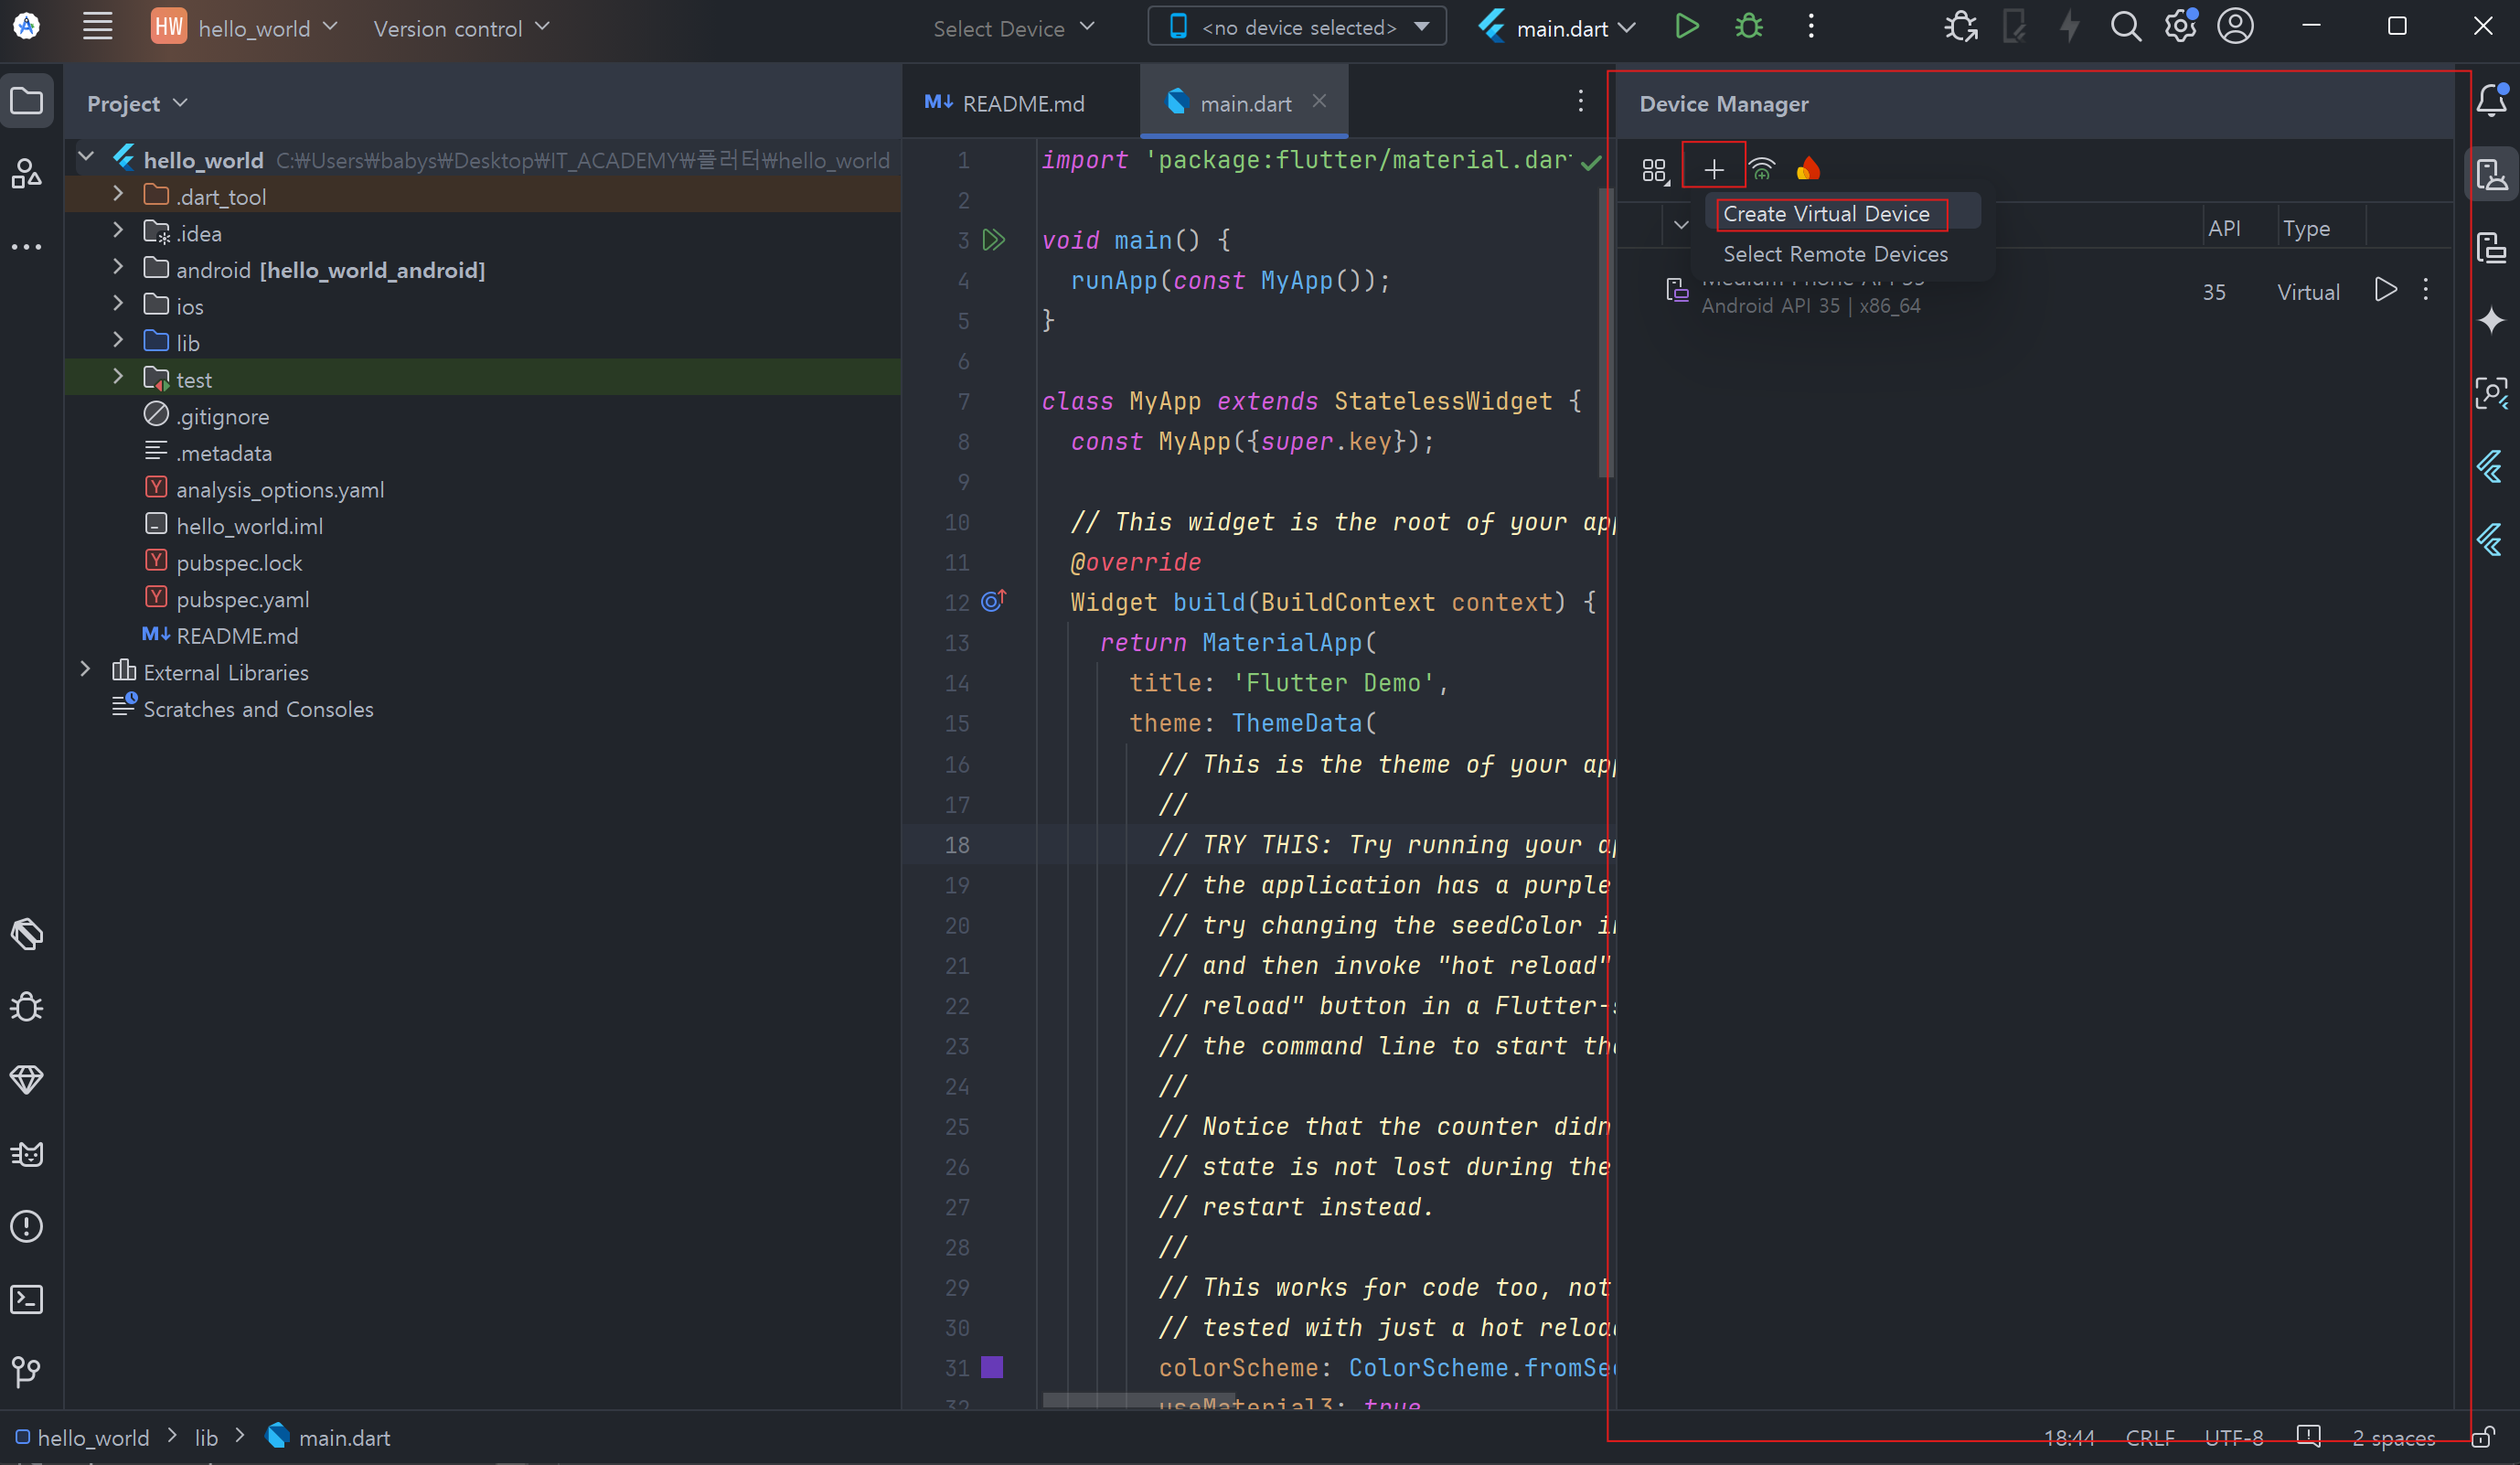 HW hello_world Version control Select Device <no device selected> main.dart
Project
README.md main.dart
Device Manager
hello_world C:₩Users₩babys₩Desktop₩IT_ACADEMY₩플러터₩hello_world
.dart_tool
.idea
android [hello_world_android]
ios
lib
test
.gitignore
.metadata
analysis_options.yaml
hello_world.iml
pubspec.lock
pubspec.yaml
README.md
External Libraries
Scratches and Consoles
1 import 'package:flutter/material.dar
2
3 void main() {
4 runApp(const MyApp());
5 }
6
7 class MyApp extends StatelessWidget {
8 const MyApp({super.key});
9
10 // This widget is the root of your app
11 @override
12 Widget build(BuildContext context) {
13 return MaterialApp(
14 title: 'Flutter Demo',
15 theme: ThemeData(
16 // This is the theme of your app
17 //
18 // TRY THIS: Try running your ap
19 // the application has a purple
20 // try changing the seedColor in
21 // and then invoke "hot reload"
22 // reload" button in a Flutter-s
23 // the command line to start the
24 //
25 // Notice that the counter didn
26 // state is not lost during the
27 // restart instead.
28 //
29 // This works for code too, not
30 // tested with just a hot reloa
31 colorScheme: ColorScheme.fromSee
32 useMaterial3: true
Create Virtual Device
Select Remote Devices
API Type
Medium Phone API 35
Android API 35 | x86_64
35 Virtual
hello_world > lib > main.dart
18:44 CRLF UTF-8 2 spaces